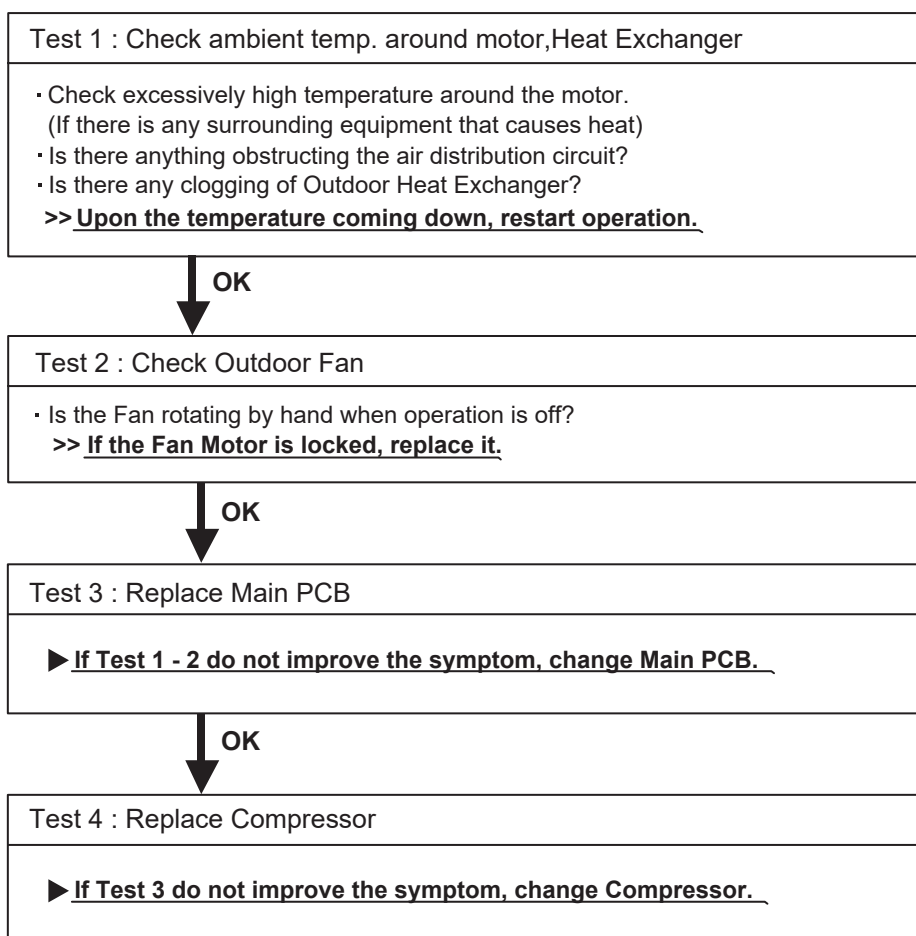 Test 1 : Check ambient temp. around motor,Heat Exchanger
· Check excessively high temperature around the motor.
(If there is any surrounding equipment that causes heat)
· Is there anything obstructing the air distribution circuit?
· Is there any clogging of Outdoor Heat Exchanger?
>> Upon the temperature coming down, restart operation.
OK
Test 2 : Check Outdoor Fan
· Is the Fan rotating by hand when operation is off?
>> If the Fan Motor is locked, replace it.
OK
Test 3 : Replace Main PCB
▶ If Test 1 - 2 do not improve the symptom, change Main PCB.
OK
Test 4 : Replace Compressor
▶ If Test 3 do not improve the symptom, change Compressor.